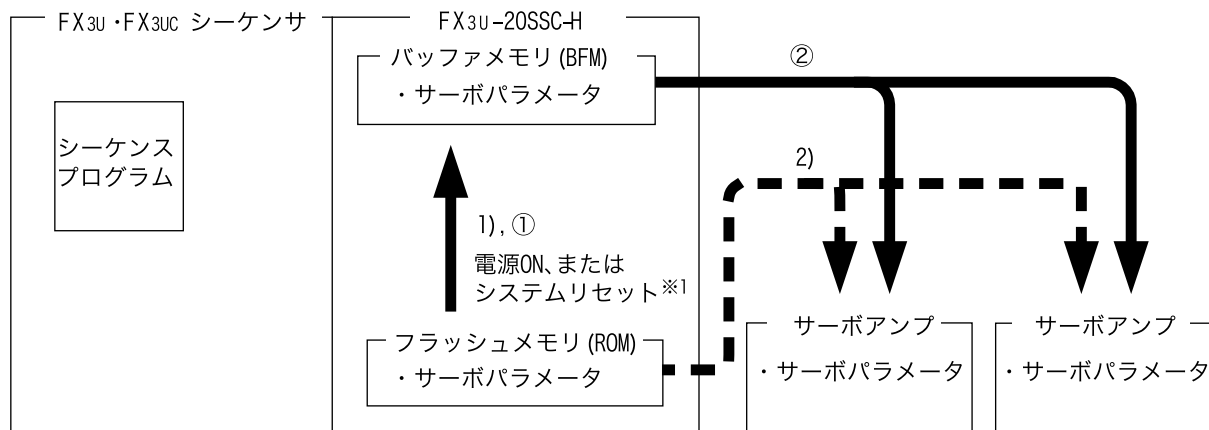 FX3U・FX3UC シーケンサ
FX3U-20SSC-H
バッファメモリ(BFM)
・サーボパラメータ
②
シーケンス
プログラム
2)
1), ①
電源ON、または
システムリセット※1
フラッシュメモリ(ROM)
・サーボパラメータ
サーボアンプ
・サーボパラメータ
サーボアンプ
・サーボパラメータ